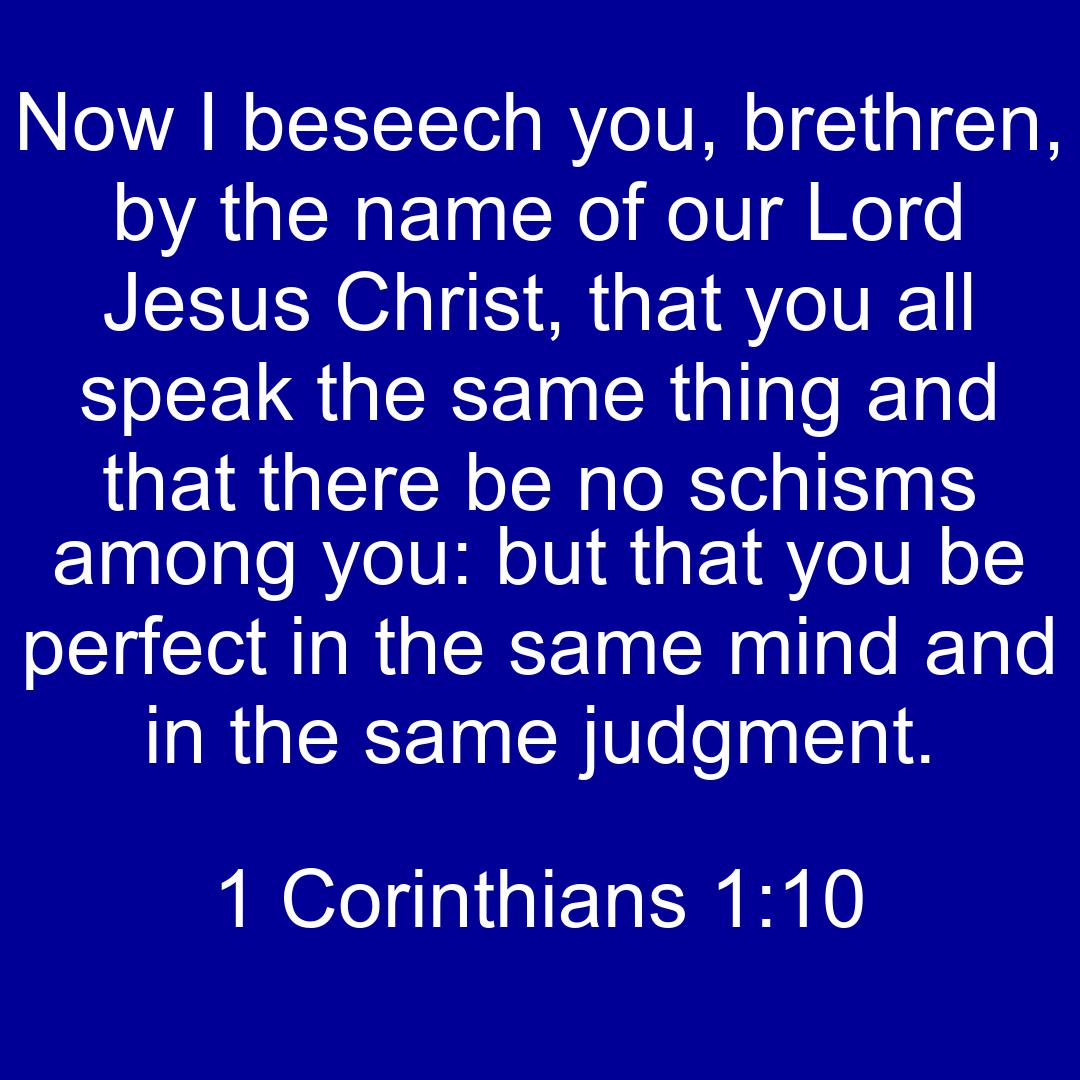 Now I beseech you, brethren,
by the name of our Lord
Jesus Christ, that you all
speak the same thing and
that there be no schisms
among you: but that you be
perfect in the same mind and
in the same judgment.
1 Corinthians 1:10